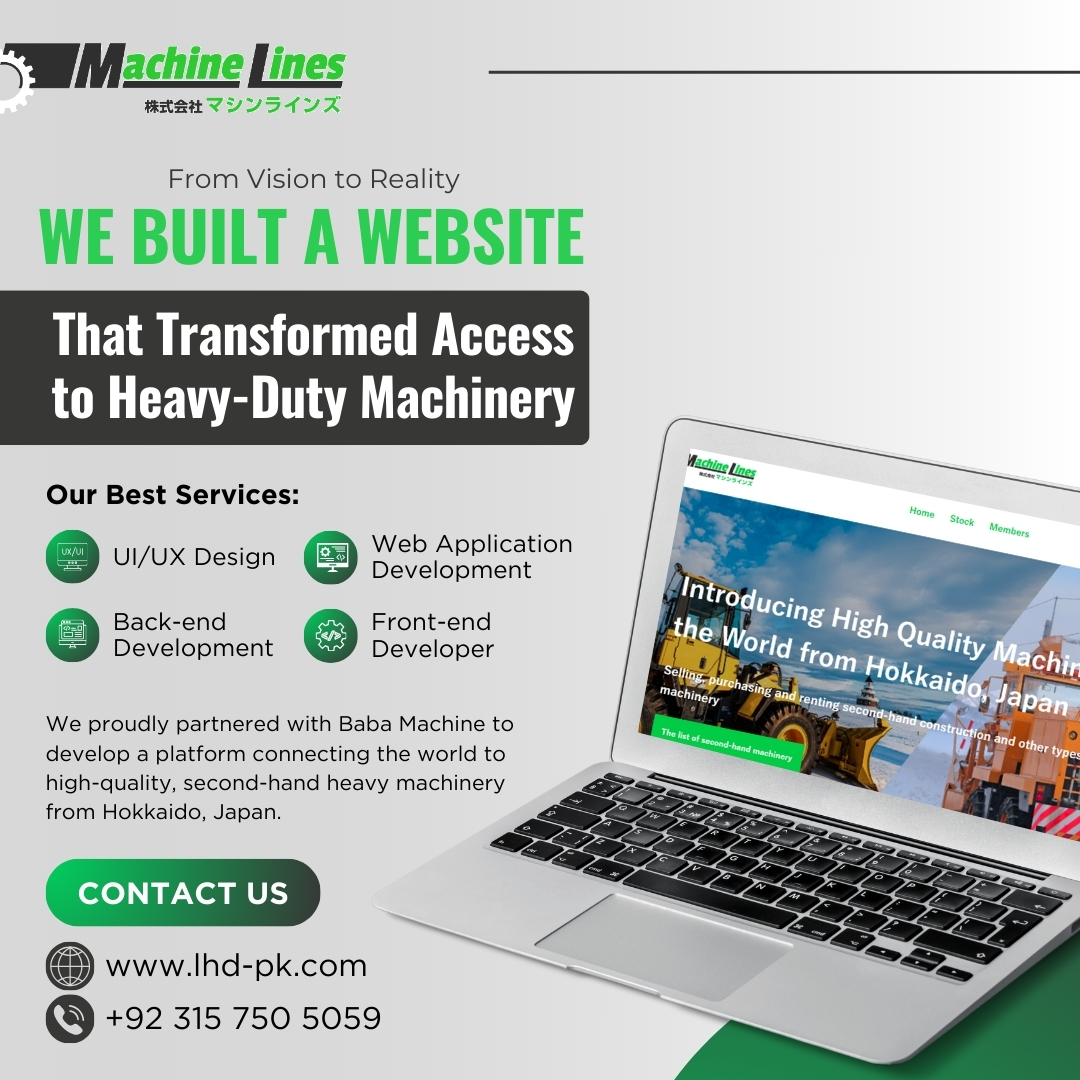 Machine Lines
株式会社 マシンラインズ
From Vision to Reality
WE BUILT A WEBSITE
That Transformed Access
to Heavy-Duty Machinery
Our Best Services:
UX/UI
UI/UX Design
Web Application
Development
Back-end
Development
Front-end
Developer
We proudly partnered with Baba Machine to
develop a platform connecting the world to
high-quality, second-hand heavy machinery
from Hokkaido, Japan.
CONTACT US
www.lhd-pk.com
+92 315 750 5059
Machine Lines
株式会社 マシンラインズ
Home Stock Members
Introducing High Quality Machin
the World from Hokkaido, Japan
Selling, purchasing and renting second-hand construction and other types
machinery
The list of second-hand machinery